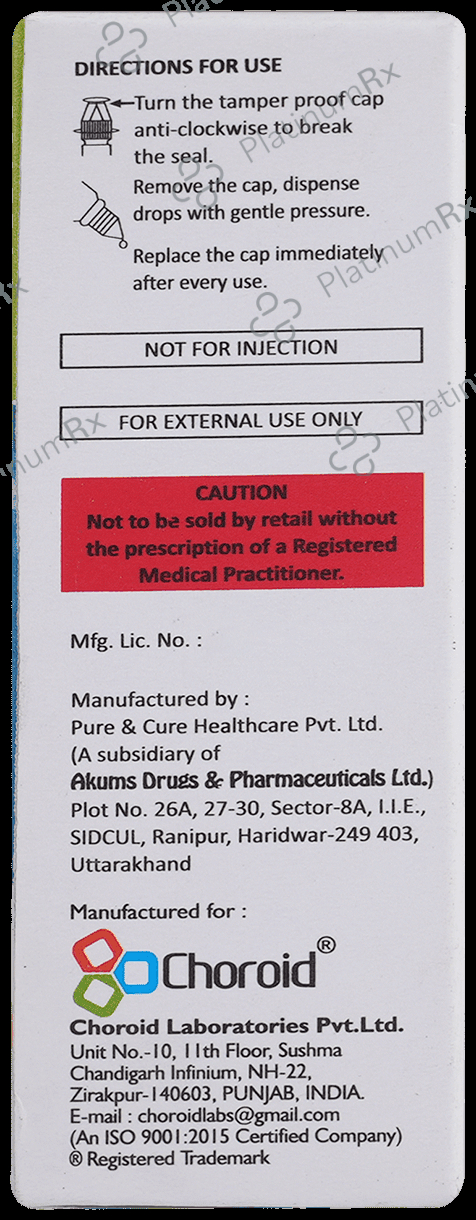 DIRECTIONS FOR USE
Turn the tamper proof cap
anti-clockwise to break
the seal.
Remove the cap, dispense
drops with gentle pressure.
Replace the cap immediately
after every use.
NOT FOR INJECTION
FOR EXTERNAL USE ONLY
CAUTION
Not to be sold by retail without
the prescription of a Registered
Medical Practitioner.
Mfg. Lic. No. :
Manufactured by :
Pure & Cure Healthcare Pvt. Ltd.
(A subsidiary of
Akums Drugs & Pharmaceuticals Ltd.)
Plot No. 26A, 27-30, Sector-8A, I.I.E.,
SIDCUL, Ranipur, Haridwar-249 403,
Uttarakhand
Manufactured for :
Choroid®
Choroid Laboratories Pvt.Ltd.
Unit No.-10, 11th Floor, Sushma
Chandigarh Infinium, NH-22,
Zirakpur-140603, PUNJAB, INDIA.
E-mail : choroidlabs@gmail.com
(An ISO 9001:2015 Certified Company)
® Registered Trademark
PlatinumRx
PlatinumRx
PlatinumRx